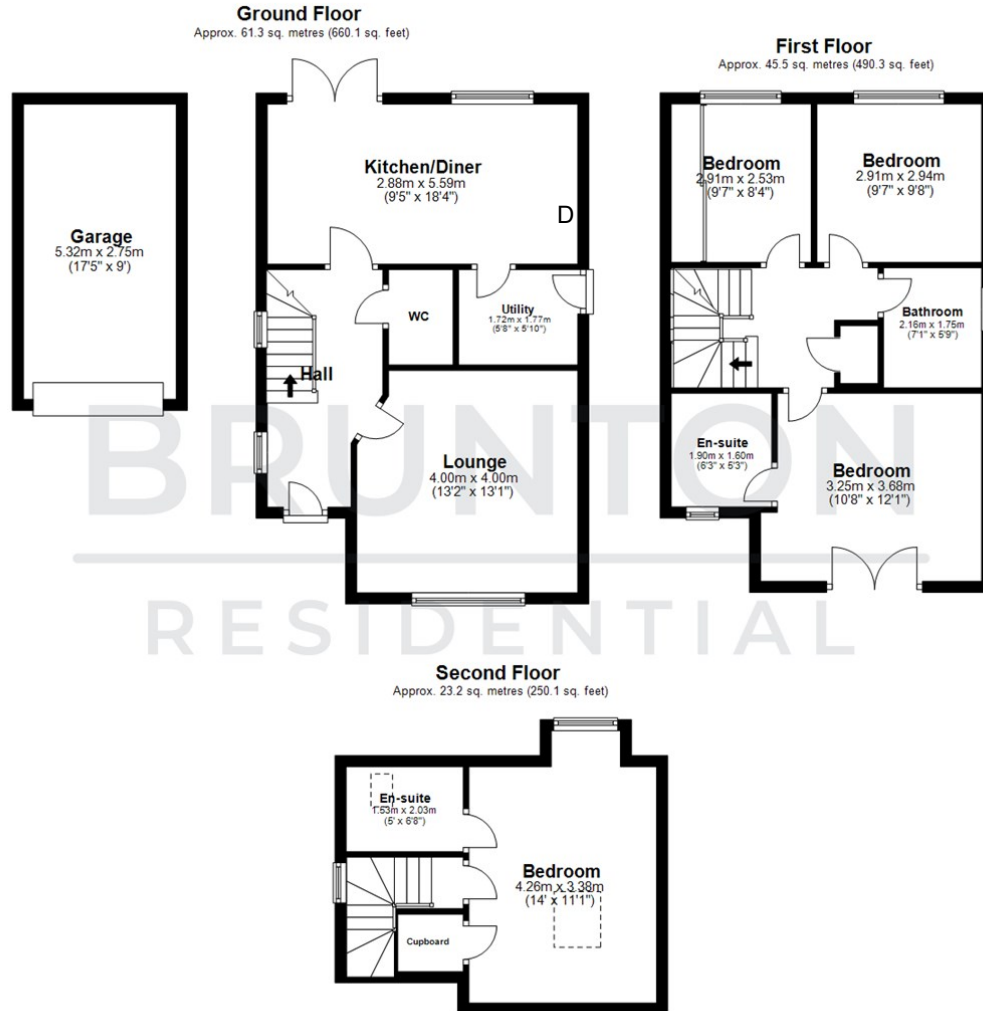 Ground Floor
Approx. 61.3 sq. metres (660.1 sq. feet)
Garage
5.32m x 2.75m
(17'5" x 9')
Kitchen/Diner
2.88m x 5.59m
(9'5" x 18'4")
D
WC
Utility
1.72m x 1.77m
(5'8" x 5'10")
Hall
Lounge
4.00m x 4.00m
(13'2" x 13'1")
First Floor
Approx. 45.5 sq. metres (490.3 sq. feet)
Bedroom
2.91m x 2.53m
(9'7" x 8'4")
Bedroom
2.91m x 2.94m
(9'7" x 9'8")
Bathroom
2.16m x 1.75m
(7'1" x 5'9")
En-suite
1.90m x 1.60m
(6'3" x 5'3")
Bedroom
3.25m x 3.68m
(10'8" x 12'1")
BRUNTON
RESIDENTIAL
Second Floor
Approx. 23.2 sq. metres (250.1 sq. feet)
En-suite
1.53m x 2.03m
(5' x 6'8")
Bedroom
4.26m x 3.38m
(14' x 11'1")
Cupboard